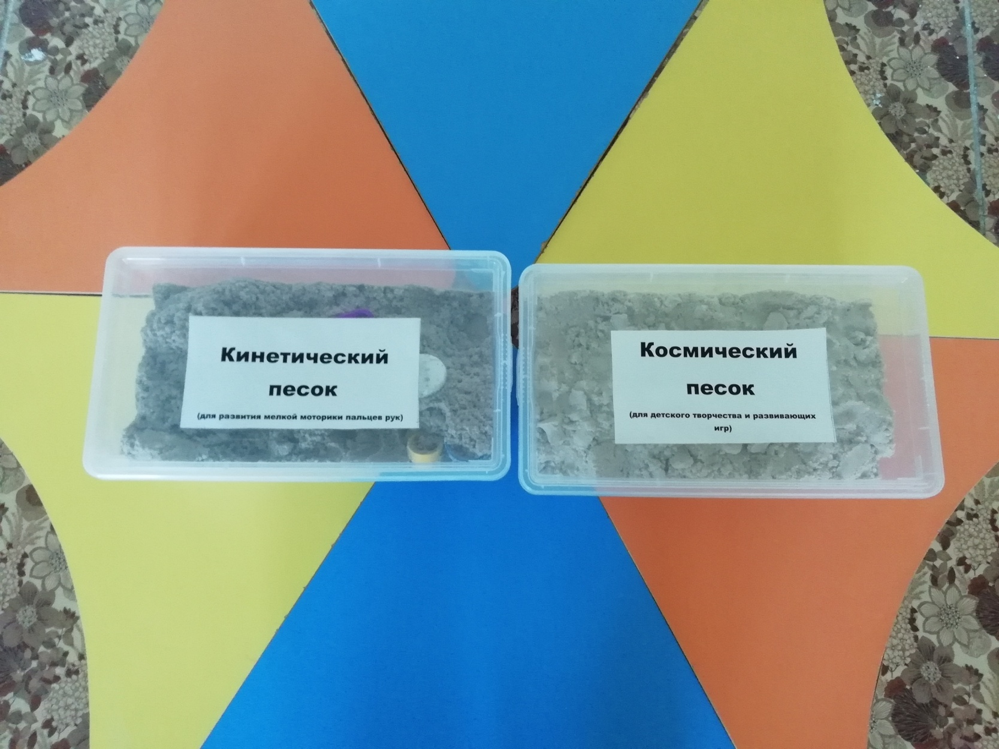 Кинетический
песок
(для развития мелкой моторики пальцев рук)
Космический
песок
(для детского творчества и развивающих
игр)